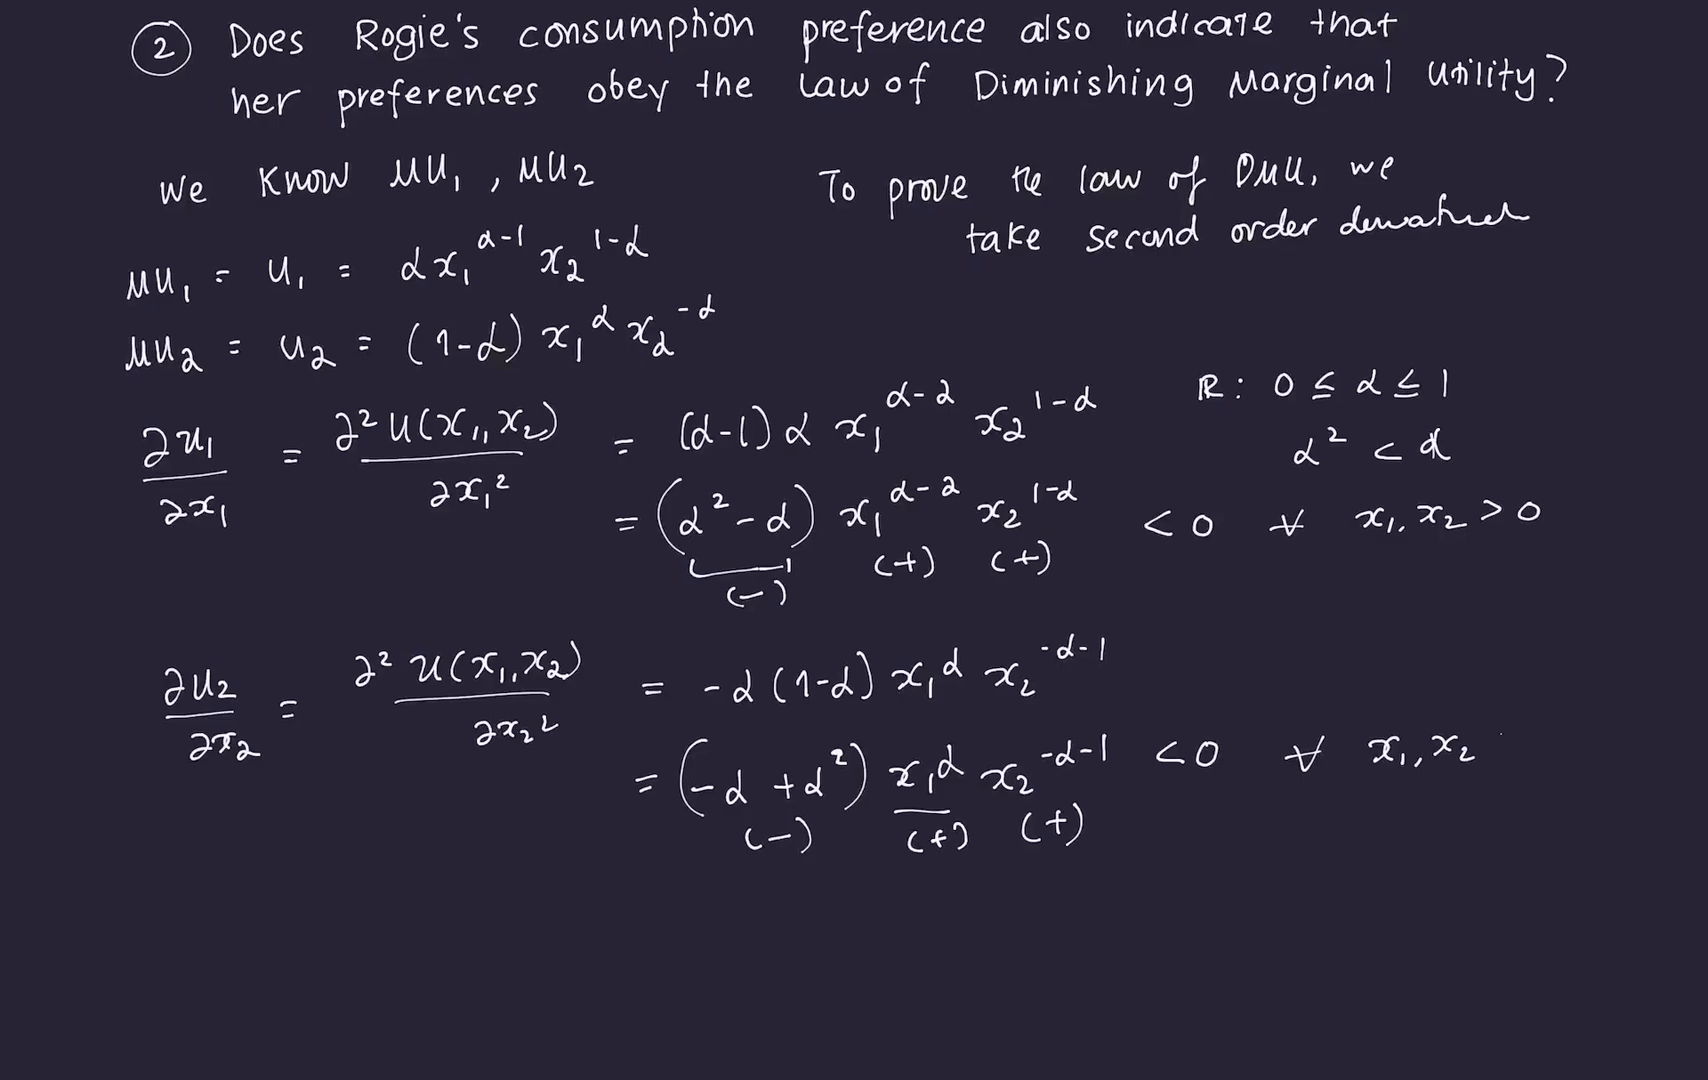 ② Does Rogie's consumption preference also indicate that
her preferences obey the Law of Diminishing Marginal Utility?
We know MU₁, MU₂
To prove the law of DMU, we
take second order derivatives
MU₁ = U₁ = αx₁^(α-1) x₂^(1-α)
MU₂ = U₂ = (1-α) x₁^α x₂^(-α)
∂U₁/∂x₁ = ∂²U(x₁,x₂)/∂x₁² = (α-1)α x₁^(α-2) x₂^(1-α)
ℝ: 0 ≤ α ≤ 1
α² < α
= (α²-α) x₁^(α-2) x₂^(1-α) < 0 ∀ x₁,x₂ > 0
(-) (+) (+)
∂U₂/∂x₂ = ∂²U(x₁,x₂)/∂x₂² = -α(1-α) x₁^α x₂^(-α-1)
= (-α+α²) x₁^α x₂^(-α-1) < 0 ∀ x₁,x₂
(-) (+) (+)